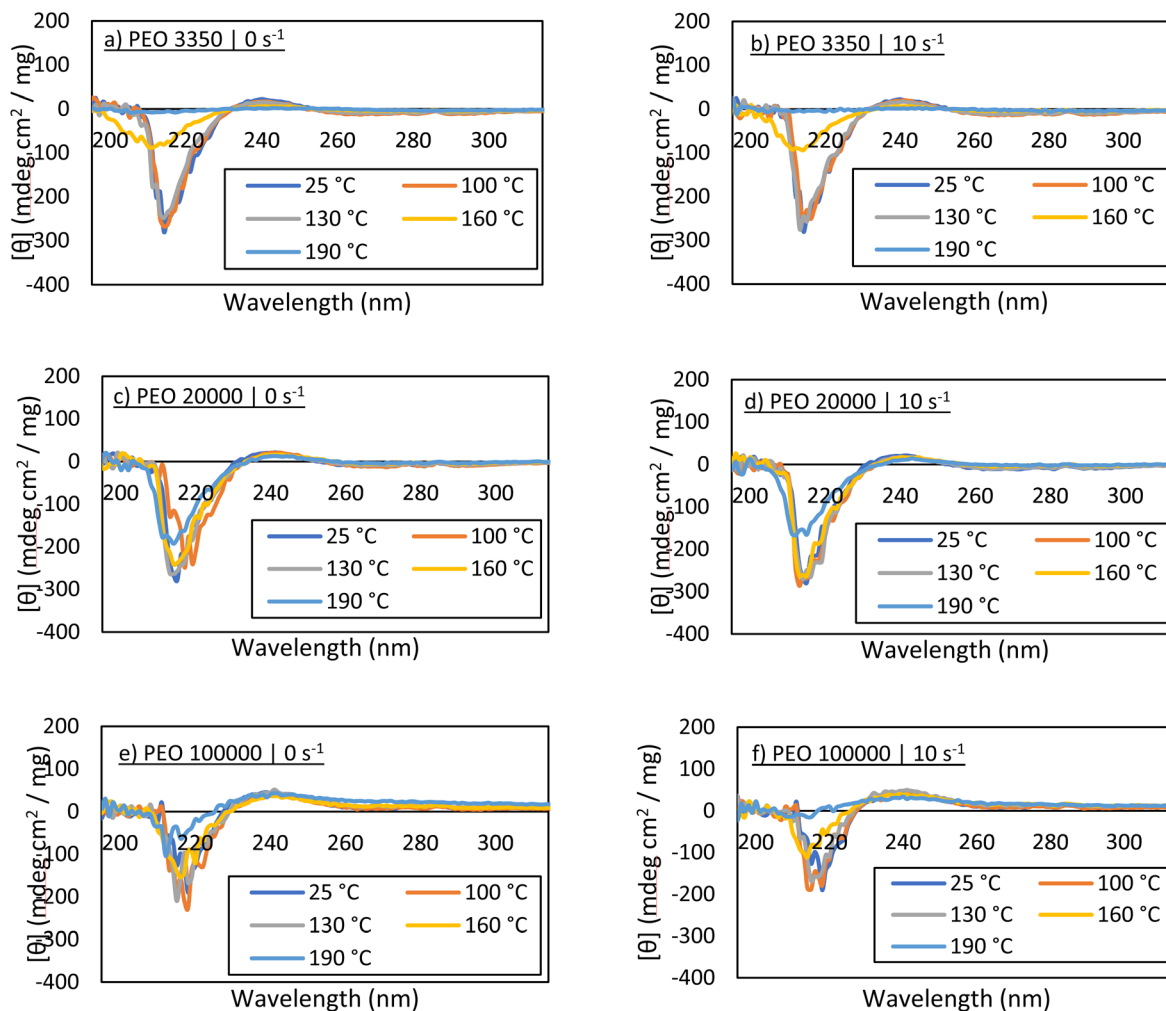 200
100
0
-100
-200
-300
-400
[θ] (mdeg cm² / mg)
a) PEO 3350 | 0 s⁻¹
200 220 240 260 280 300
25 °C 100 °C
130 °C 160 °C
190 °C
Wavelength (nm)
200
100
0
-100
-200
-300
-400
[θ] (mdeg cm² / mg)
b) PEO 3350 | 10 s⁻¹
200 220 240 260 280 300
25 °C 100 °C
130 °C 160 °C
190 °C
Wavelength (nm)
200
100
0
-100
-200
-300
-400
[θ] (mdeg cm² / mg)
c) PEO 20000 | 0 s⁻¹
200 220 240 260 280 300
25 °C 100 °C
130 °C 160 °C
190 °C
Wavelength (nm)
200
100
0
-100
-200
-300
-400
[θ] (mdeg cm² / mg)
d) PEO 20000 | 10 s⁻¹
200 220 240 260 280 300
25 °C 100 °C
130 °C 160 °C
190 °C
Wavelength (nm)
200
100
0
-100
-200
-300
-400
[θ] (mdeg cm² / mg)
e) PEO 100000 | 0 s⁻¹
200 220 240 260 280 300
25 °C 100 °C
130 °C 160 °C
190 °C
Wavelength (nm)
200
100
0
-100
-200
-300
-400
[θ] (mdeg cm² / mg)
f) PEO 100000 | 10 s⁻¹
200 220 240 260 280 300
25 °C 100 °C
130 °C 160 °C
190 °C
Wavelength (nm)